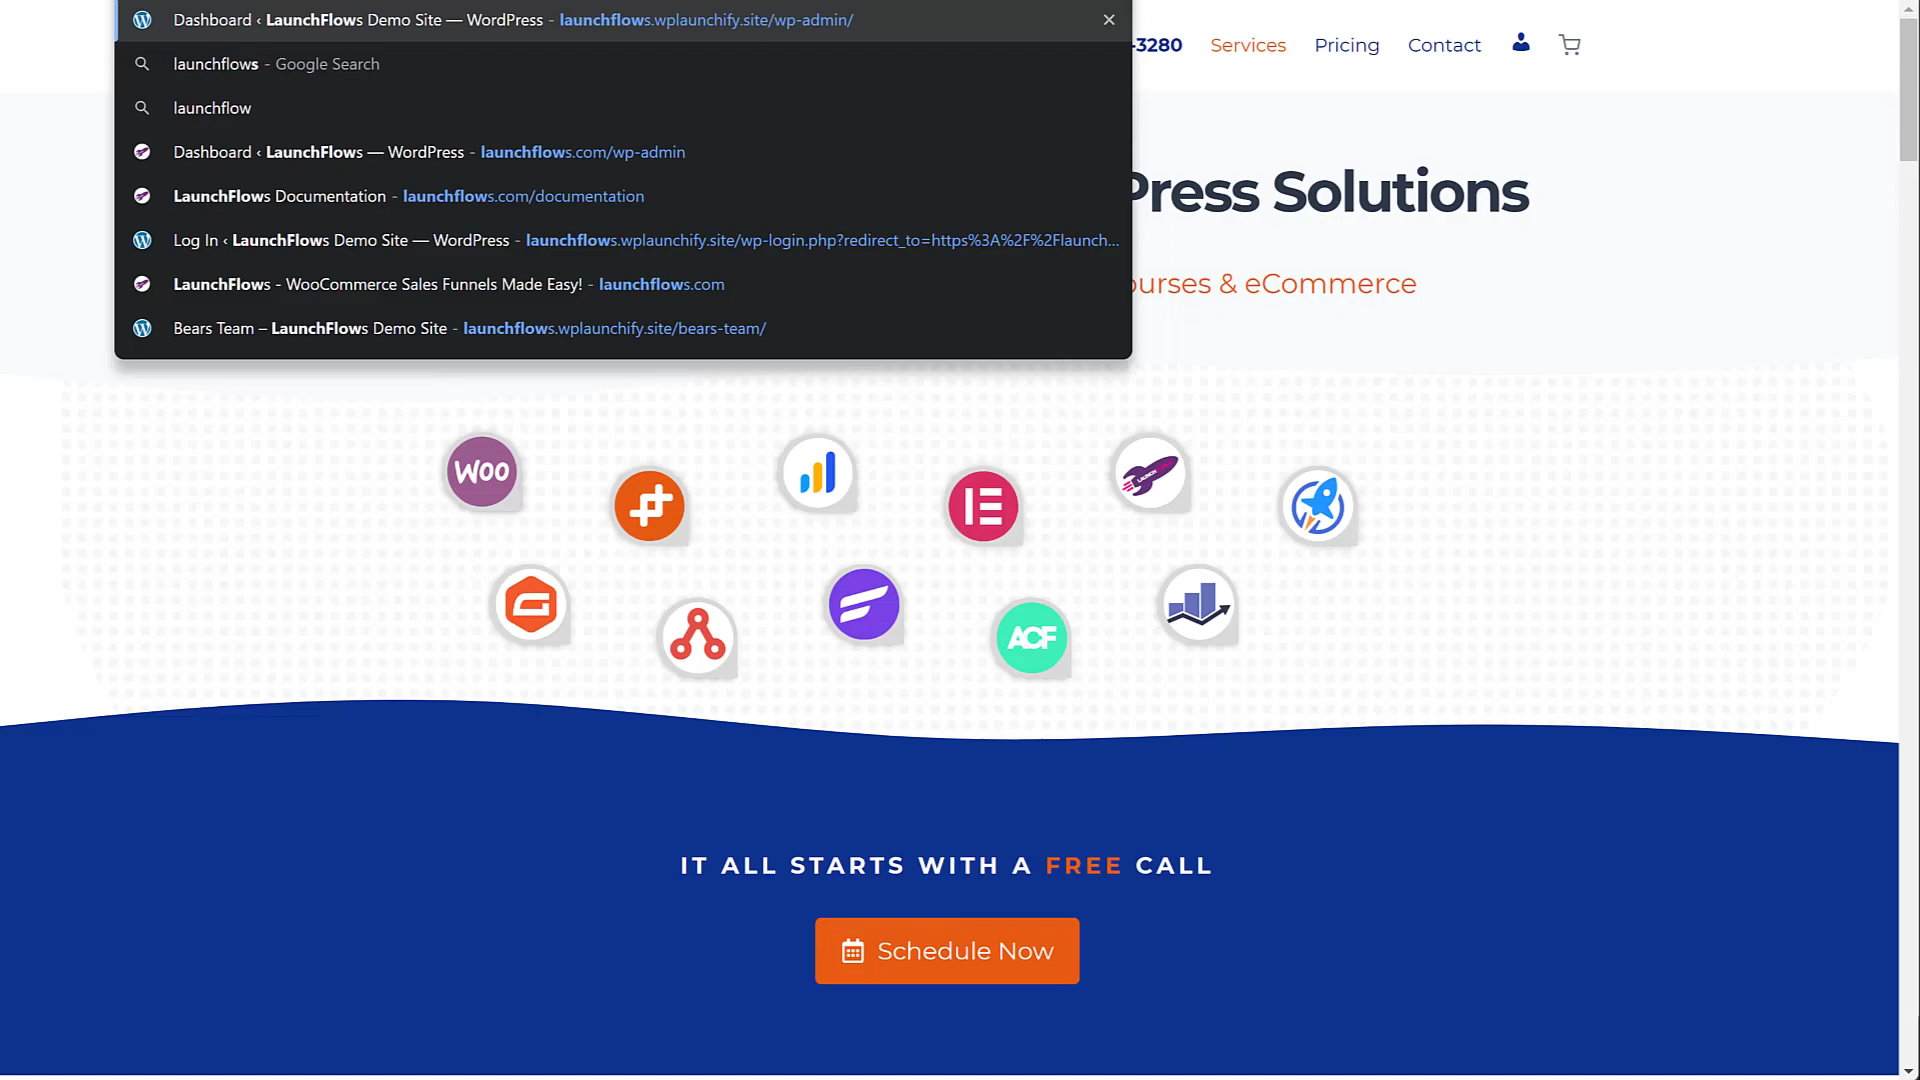 Dashboard ‹ LaunchFlows Demo Site — WordPress - launchflows.wplaunchify.site/wp-admin/
launchflows - Google Search
launchflow
Dashboard ‹ LaunchFlows — WordPress - launchflows.com/wp-admin
LaunchFlows Documentation - launchflows.com/documentation
Log In ‹ LaunchFlows Demo Site — WordPress - launchflows.wplaunchify.site/wp-login.php?redirect_to=https%3A%2F%2Flaunch...
LaunchFlows - WooCommerce Sales Funnels Made Easy! - launchflows.com
Bears Team – LaunchFlows Demo Site - launchflows.wplaunchify.site/bears-team/
-3280 Services Pricing Contact
Press Solutions
ourses & eCommerce
WOO
ACF
IT ALL STARTS WITH A FREE CALL
Schedule Now